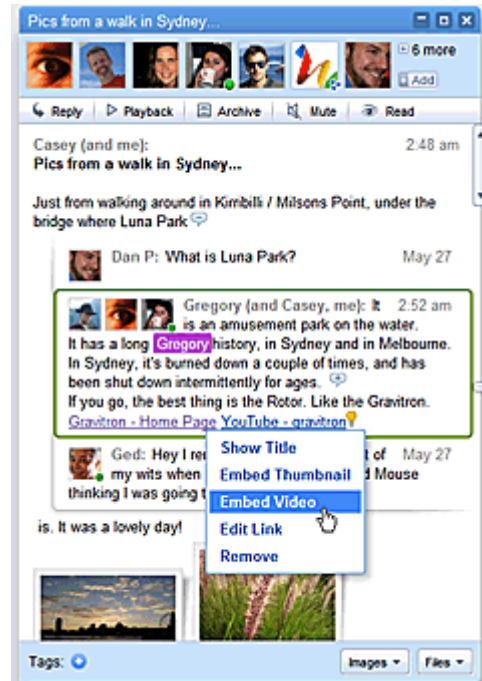 Pics from a walk in Sydney...
6 more
Add
Reply Playback Archive Mute Read
Casey (and me): 2:48 am
Pics from a walk in Sydney...
Just from walking around in Kirribilli / Milsons Point, under the
bridge where Luna Park
Dan P: What is Luna Park? May 27
Gregory (and Casey, me): It 2:52 am
is an amusement park on the water.
It has a long Gregory history, in Sydney and in Melbourne.
In Sydney, it's burned down a couple of times, and has
been shut down intermittently for ages.
If you go, the best thing is the Rotor. Like the Gravitron.
Gravitron - Home Page YouTube - gravitron
Show Title
Embed Thumbnail
Embed Video
Edit Link
Remove
Ged: Hey I re of May 27
my wits when d Mouse
thinking I was going t
is. It was a lovely day!
Tags:
Images Files